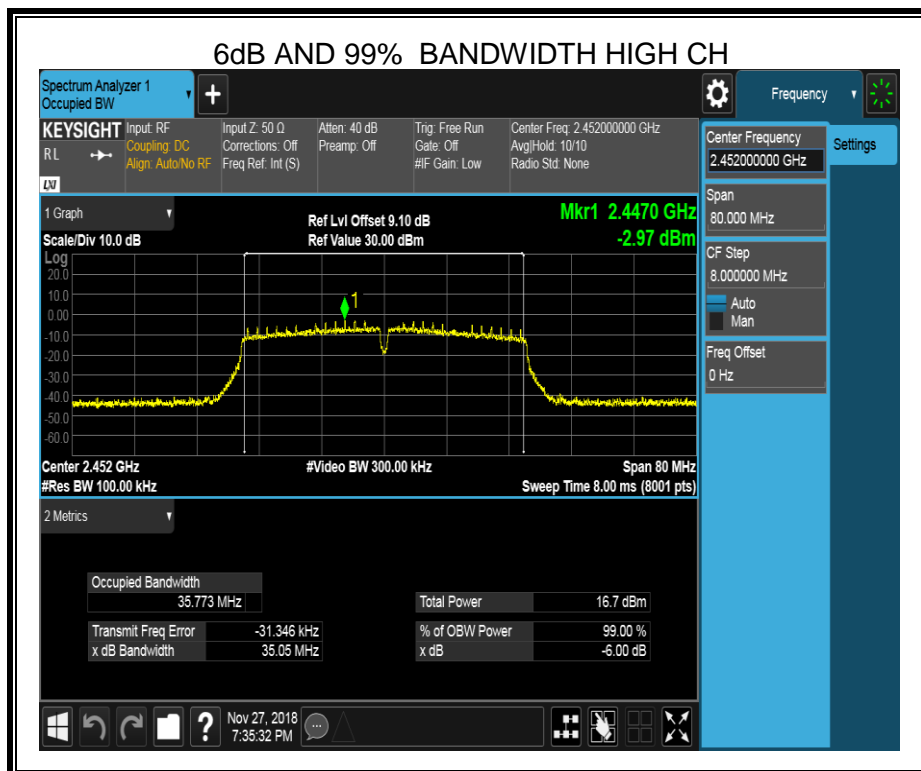 6dB AND 99% BANDWIDTH HIGH CH
Spectrum Analyzer 1
Occupied BW
+
Frequency
KEYSIGHT
RL
LXI
Input: RF
Coupling: DC
Align: Auto/No RF
Input Z: 50 Ω
Corrections: Off
Freq Ref: Int (S)
Atten: 40 dB
Preamp: Off
Trig: Free Run
Gate: Off
#IF Gain: Low
Center Freq: 2.452000000 GHz
Avg|Hold: 10/10
Radio Std: None
Center Frequency
2.452000000 GHz
Settings
Span
80.000 MHz
CF Step
8.000000 MHz
Auto
Man
Freq Offset
0 Hz
1 Graph
Scale/Div 10.0 dB
Ref Lvl Offset 9.10 dB
Ref Value 30.00 dBm
Mkr1 2.4470 GHz
-2.97 dBm
Log
20.0
10.0
0.00
-10.0
-20.0
-30.0
-40.0
-50.0
-60.0
1
Center 2.452 GHz
#Video BW 300.00 kHz
Span 80 MHz
#Res BW 100.00 kHz
Sweep Time 8.00 ms (8001 pts)
2 Metrics
Occupied Bandwidth
35.773 MHz
Total Power 16.7 dBm
Transmit Freq Error -31.346 kHz
% of OBW Power 99.00 %
x dB Bandwidth 35.05 MHz
x dB -6.00 dB
?
Nov 27, 2018
7:35:32 PM